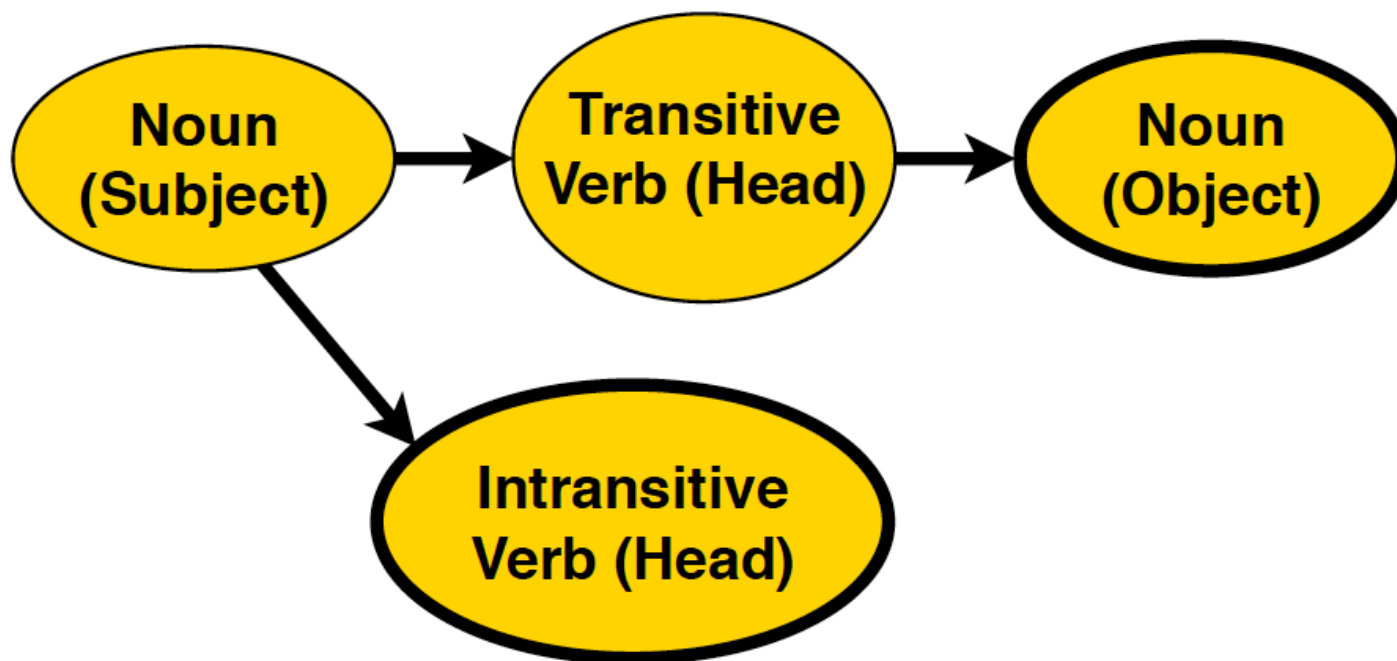 Noun
(Subject)
Transitive
Verb (Head)
Noun
(Object)
Intransitive
Verb (Head)